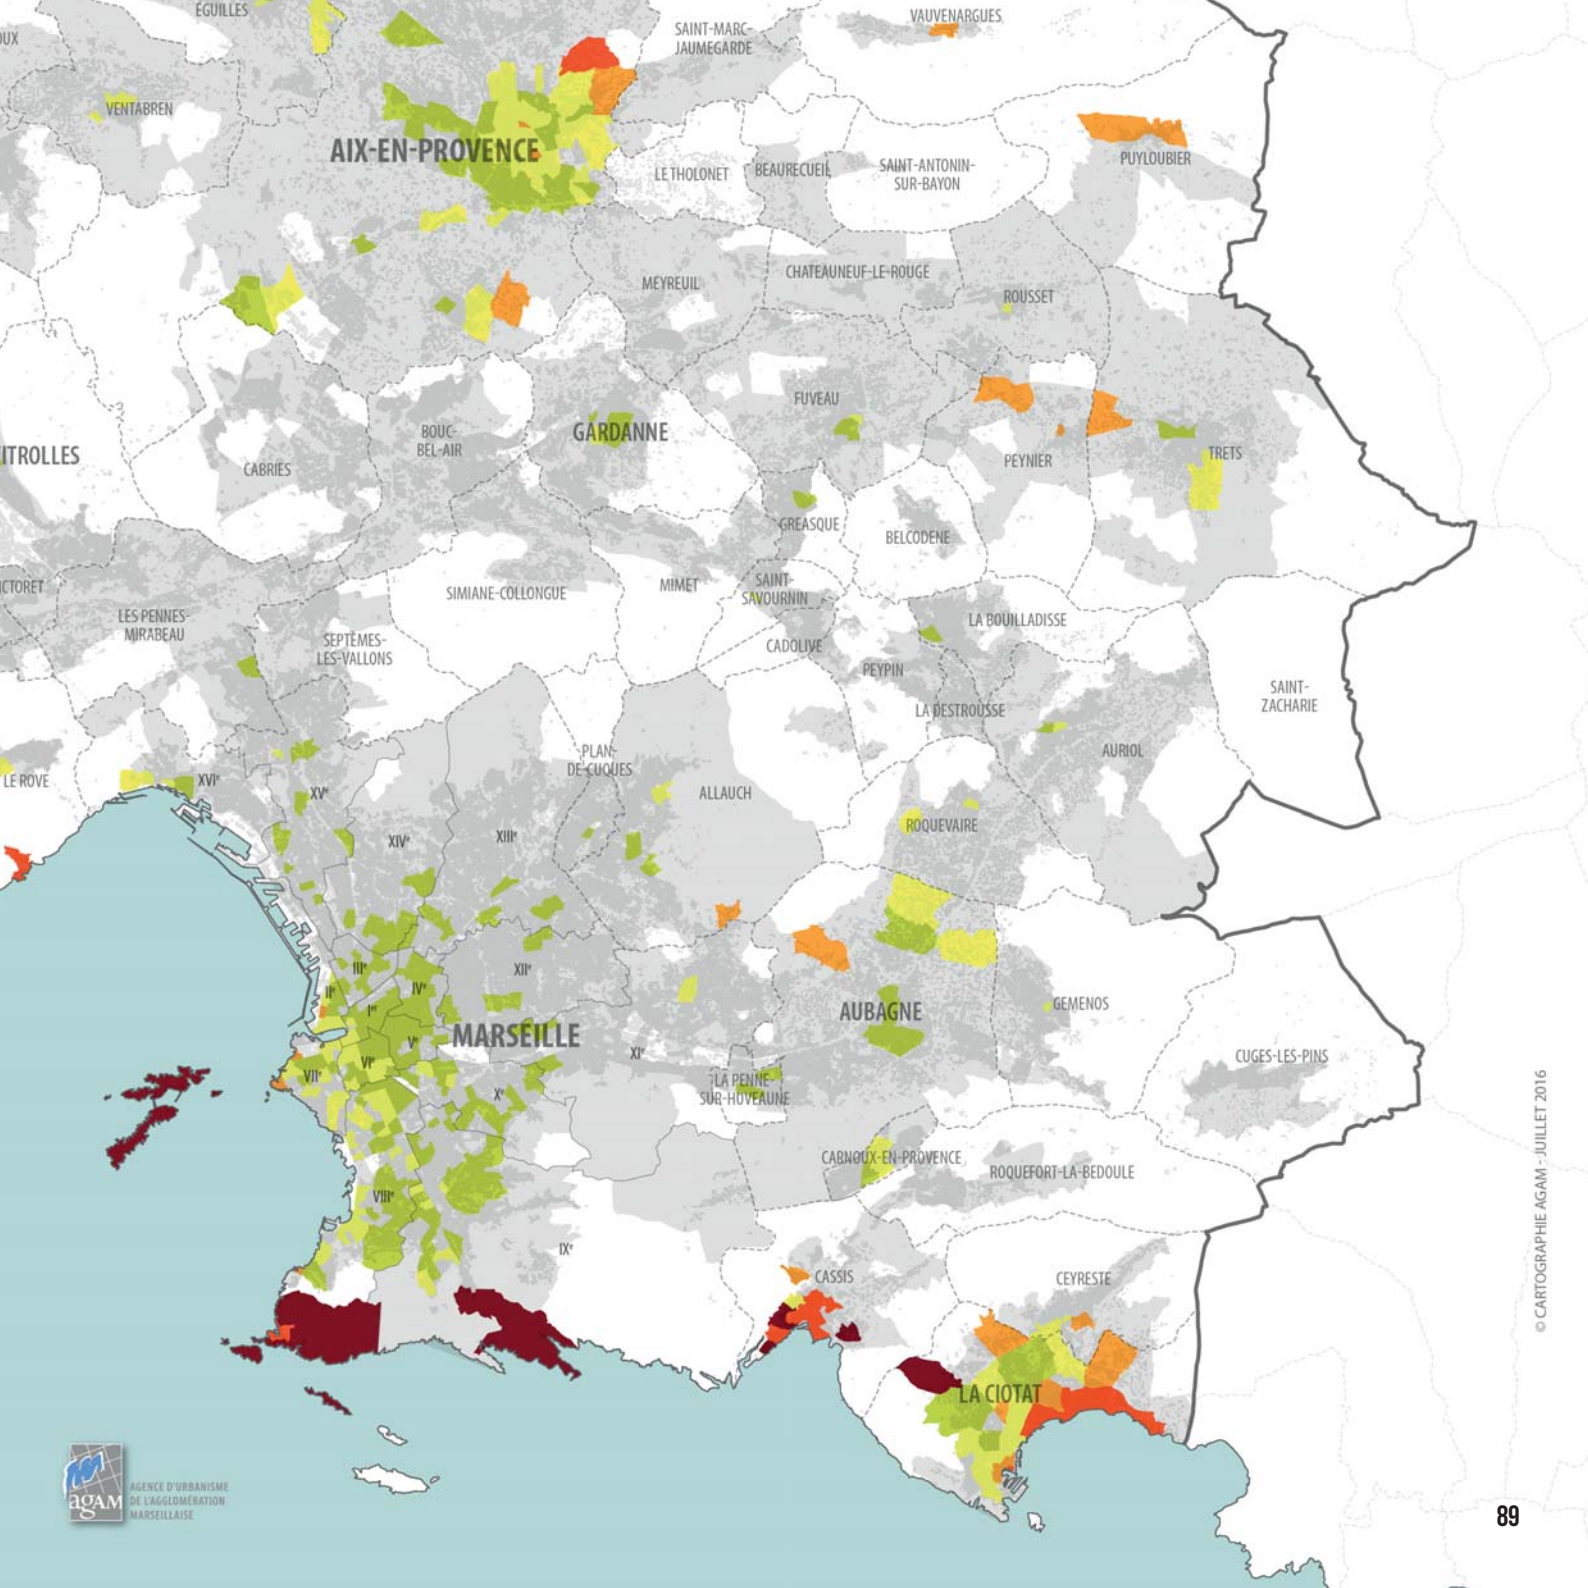 ÉGUILLES
VAUVENARGUES
SAINT-MARC-
JAUMEGARDE
OUX
VENTABREN
AIX-EN-PROVENCE
PUYLOUBIER
LE THOLONET
BEAURECUEIL
SAINT-ANTONIN-
SUR-BAYON
MEYREUIL
CHATEAUNEUF-LE-ROUGE
ROUSSET
FUVEAU
GARDANNE
BOUC-
BEL-AIR
ITROLLES
CABRIES
PEYNIER
TRETS
GREASQUE
BELCODENE
CTORET
SIMIANE-COLLONGUE
MIMET
SAINT-
SAVOURNIN
LES PENNES-
MIRABEAU
LA BOUILLADISSE
SEPTÈMES-
LES-VALLONS
CADOLIVE
PEYPIN
SAINT-
ZACHARIE
LA DESTROUSSE
AURIOL
PLAN-
DE-CUQUES
LE ROVE
XVIᵉ
XVᵉ
ALLAUCH
ROQUEVAIRE
XIVᵉ
XIIIᵉ
IIIᵉ
XIIᵉ
IIᵉ
IVᵉ
Iᵉʳ
AUBAGNE
GEMENOS
MARSEILLE
Vᵉ
XIᵉ
CUGES-LES-PINS
VIᵉ
VIIᵉ
LA PENNE-
SUR-HUVEAUNE
Xᵉ
CARNOUX-EN-PROVENCE
ROQUEFORT-LA-BEDOULE
VIIIᵉ
IXᵉ
CASSIS
CEYRESTE
LA CIOTAT
© CARTOGRAPHIE AGAM - JUILLET 2016
agAM
AGENCE D'URBANISME
DE L'AGGLOMÉRATION
MARSEILLAISE
89